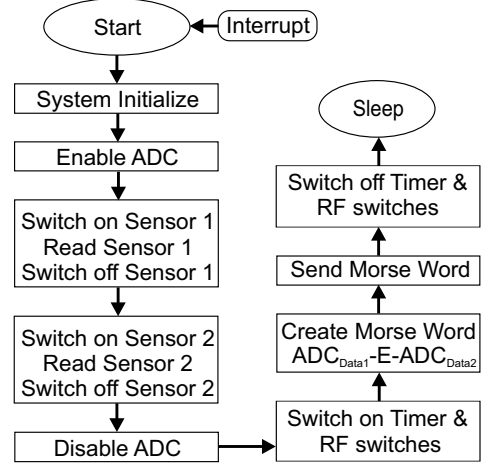 Start
Interrupt
System Initialize
Enable ADC
Switch on Sensor 1
Read Sensor 1
Switch off Sensor 1
Switch on Sensor 2
Read Sensor 2
Switch off Sensor 2
Disable ADC
Switch on Timer &
RF switches
Create Morse Word
ADCData1-E-ADCData2
Send Morse Word
Switch off Timer &
RF switches
Sleep